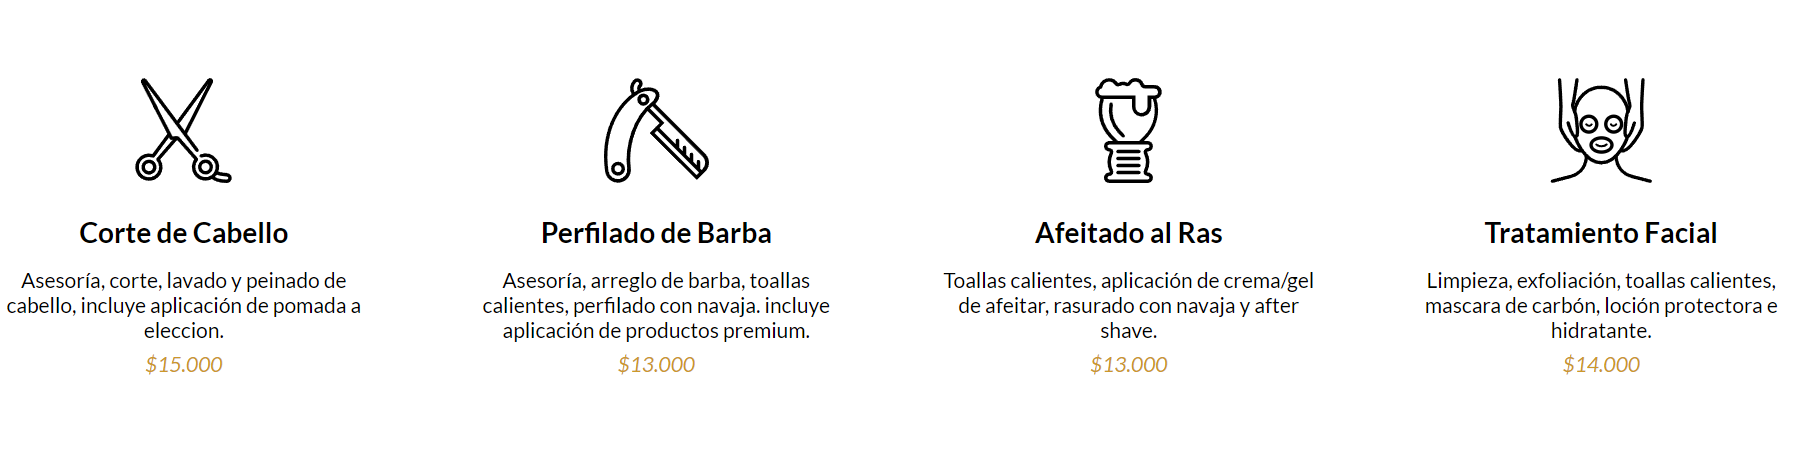 Corte de Cabello
Asesoría, corte, lavado y peinado de
cabello, incluye aplicación de pomada a
eleccion.
$15.000
Perfilado de Barba
Asesoría, arreglo de barba, toallas
calientes, perfilado con navaja. incluye
aplicación de productos premium.
$13.000
Afeitado al Ras
Toallas calientes, aplicación de crema/gel
de afeitar, rasurado con navaja y after
shave.
$13.000
Tratamiento Facial
Limpieza, exfoliación, toallas calientes,
mascara de carbón, loción protectora e
hidratante.
$14.000